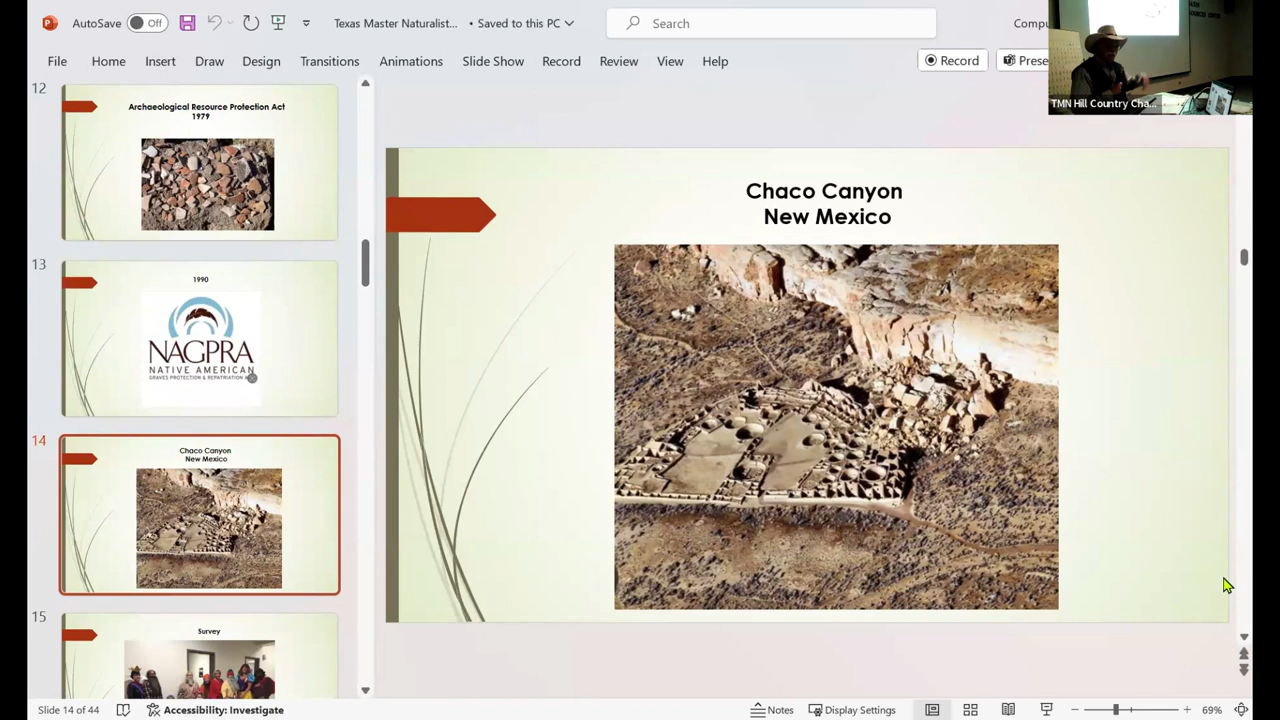 AutoSave Off Texas Master Naturalist... • Saved to this PC Search Compu
File Home Insert Draw Design Transitions Animations Slide Show Record Review View Help Record Prese
TMN Hill Country Cha...
12
Archaeological Resource Protection Act
1979
13
1990
NAGPRA
NATIVE AMERICAN
GRAVES PROTECTION & REPATRIATION
14
Chaco Canyon
New Mexico
15
Survey
Chaco Canyon
New Mexico
Slide 14 of 44 Accessibility: Investigate Notes Display Settings 69%